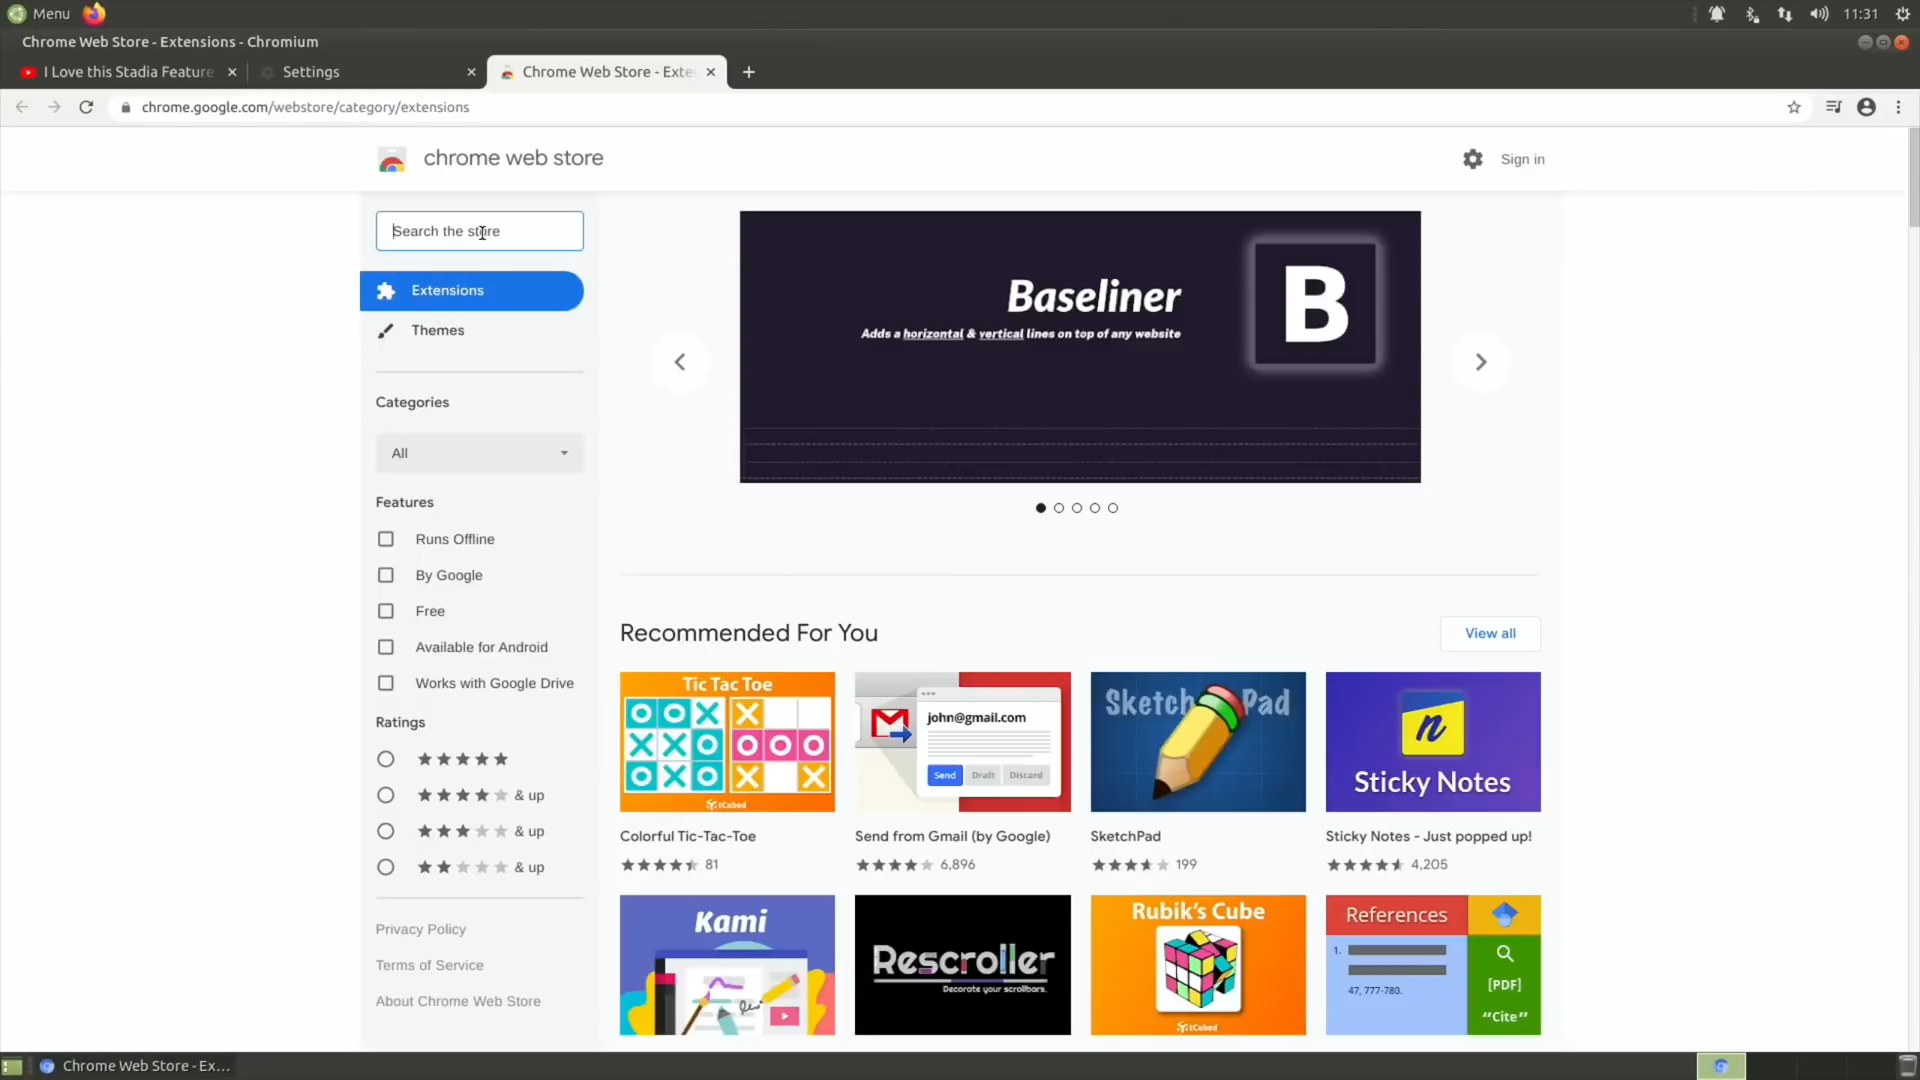 Menu
11:31
Chrome Web Store - Extensions - Chromium
I Love this Stadia Feature
Settings
Chrome Web Store - Exte
chrome.google.com/webstore/category/extensions
chrome web store
Sign in
Search the store
Extensions
Themes
Categories
All
Features
Runs Offline
By Google
Free
Available for Android
Works with Google Drive
Ratings
& up
& up
& up
Privacy Policy
Terms of Service
About Chrome Web Store
Baseliner
Adds a horizontal & vertical lines on top of any website
B
Recommended For You
View all
Tic Tac Toe
tCubed
Colorful Tic-Tac-Toe
81
john@gmail.com
Send
Draft
Discard
Send from Gmail (by Google)
6,896
SketchPad
SketchPad
199
n
Sticky Notes
Sticky Notes - Just popped up!
4,205
Kami
Rescroller
Decorate your scrollbars.
Rubik's Cube
tCubed
References
1.
47, 777-780.
[PDF]
"Cite"
Chrome Web Store - Ex...